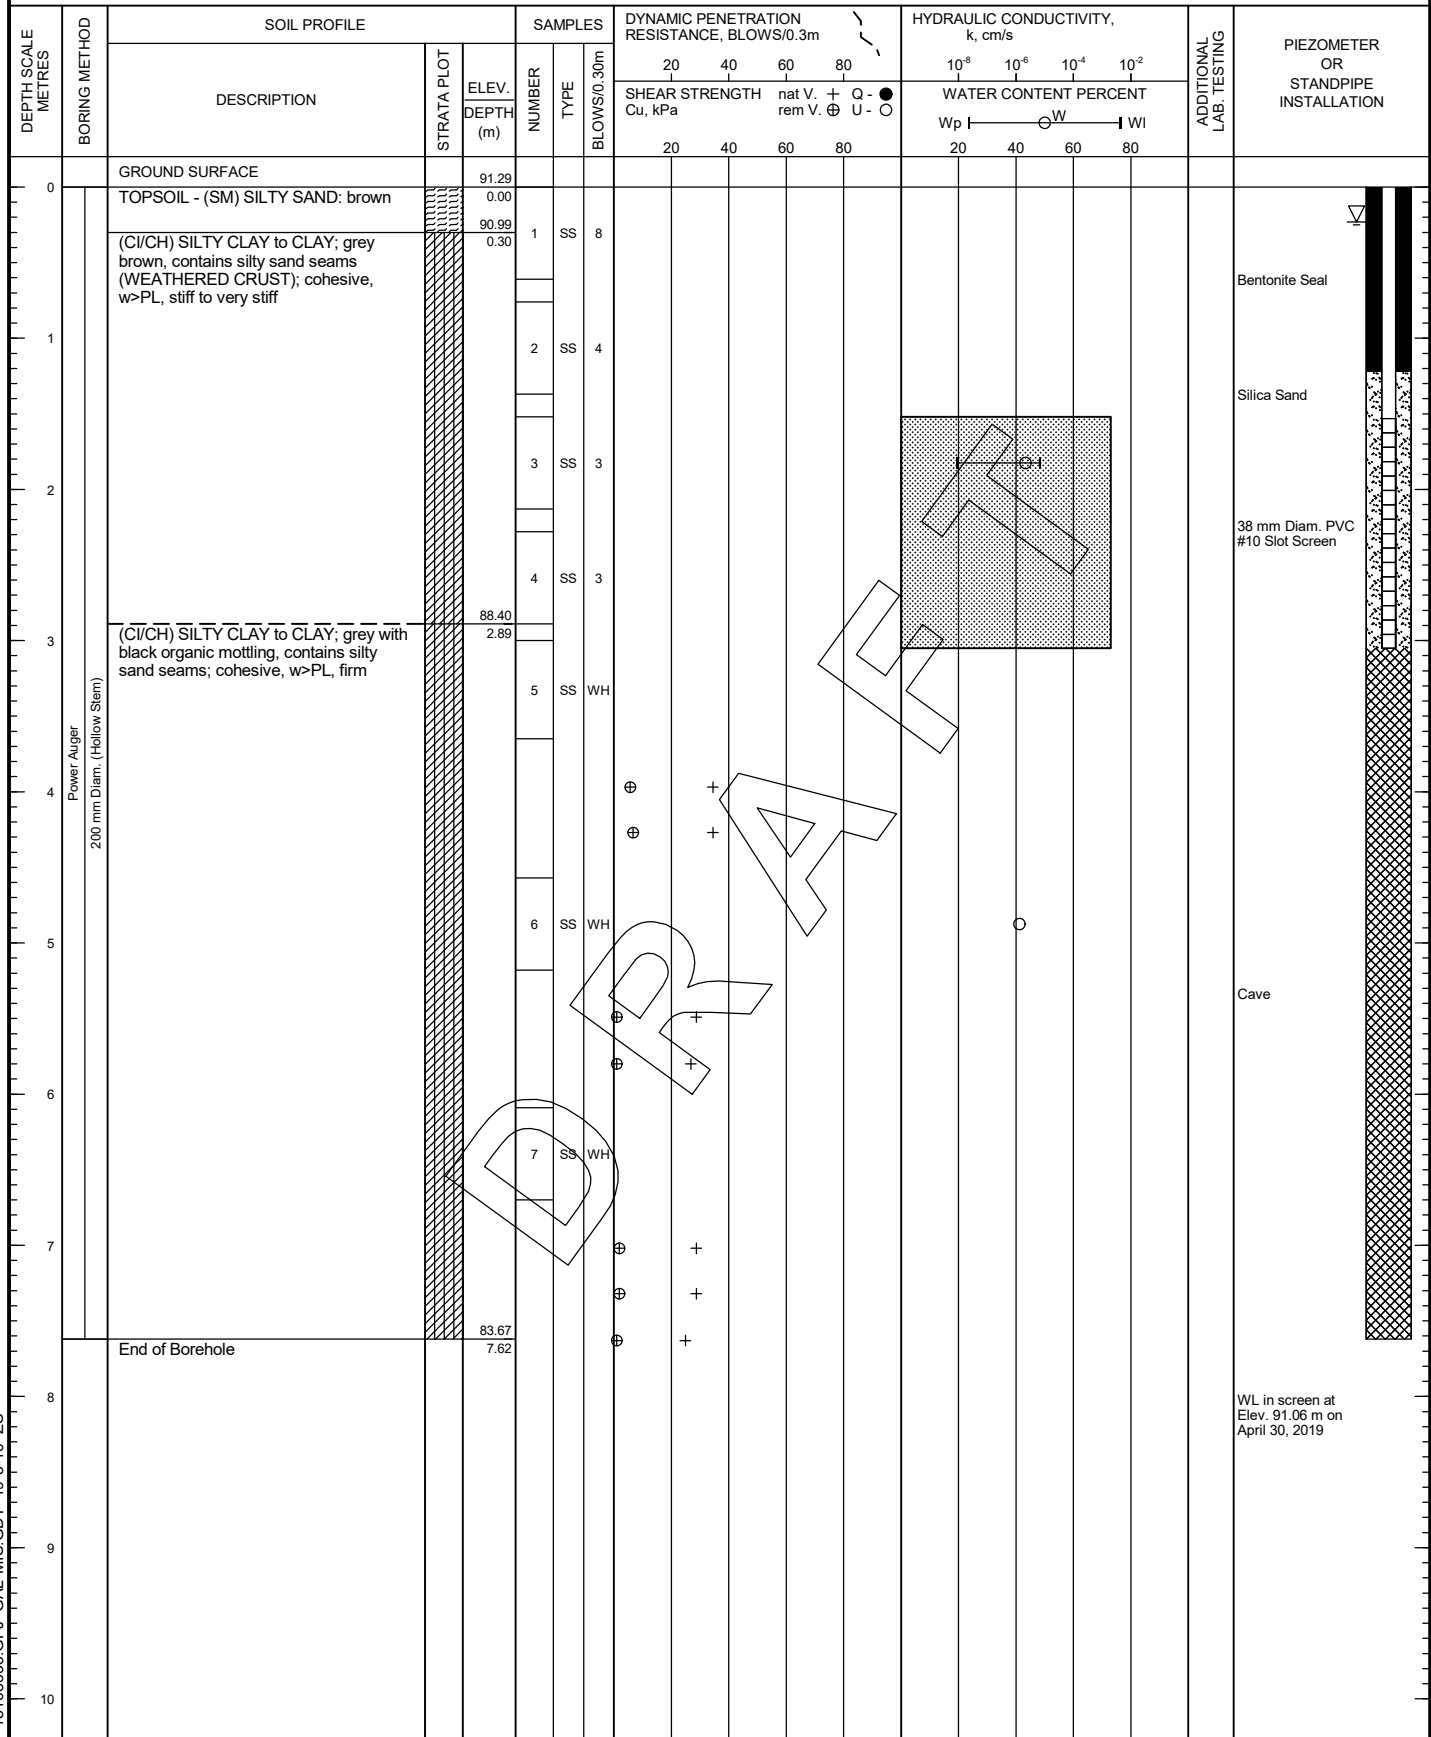 DEPTH SCALE
METRES
BORING METHOD
SOIL PROFILE
DESCRIPTION
STRATA PLOT
ELEV.
DEPTH
(m)
SAMPLES
NUMBER
TYPE
BLOWS/0.30m
DYNAMIC PENETRATION
RESISTANCE, BLOWS/0.3m
20 40 60 80
SHEAR STRENGTH nat V. + Q - ●
Cu, kPa rem V. ⊕ U - ○
20 40 60 80
HYDRAULIC CONDUCTIVITY,
k, cm/s
10⁻⁸ 10⁻⁶ 10⁻⁴ 10⁻²
WATER CONTENT PERCENT
Wp W Wl
20 40 60 80
ADDITIONAL
LAB. TESTING
PIEZOMETER
OR
STANDPIPE
INSTALLATION
GROUND SURFACE 91.29
0
TOPSOIL - (SM) SILTY SAND: brown 0.00
90.99
(CI/CH) SILTY CLAY to CLAY; grey 0.30
brown, contains silty sand seams
(WEATHERED CRUST); cohesive,
w>PL, stiff to very stiff
1 SS 8
Bentonite Seal
1
2 SS 4
Silica Sand
3 SS 3
2
38 mm Diam. PVC
#10 Slot Screen
4 SS 3
88.40
(CI/CH) SILTY CLAY to CLAY; grey with 2.89
black organic mottling, contains silty
sand seams; cohesive, w>PL, firm
3
5 SS WH
Power Auger
200 mm Diam. (Hollow Stem)
4
6 SS WH
5
Cave
6
7 SS WH
7
83.67
End of Borehole 7.62
8
WL in screen at
Elev. 91.06 m on
April 30, 2019
9
10
DRAFT